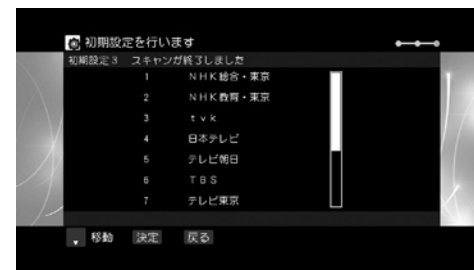 初期設定を行います
初期設定3 スキャンが終了しました
1 NHK総合・東京
2 NHK教育・東京
3 tvk
4 日本テレビ
5 テレビ朝日
6 TBS
7 テレビ東京
移動 決定 戻る